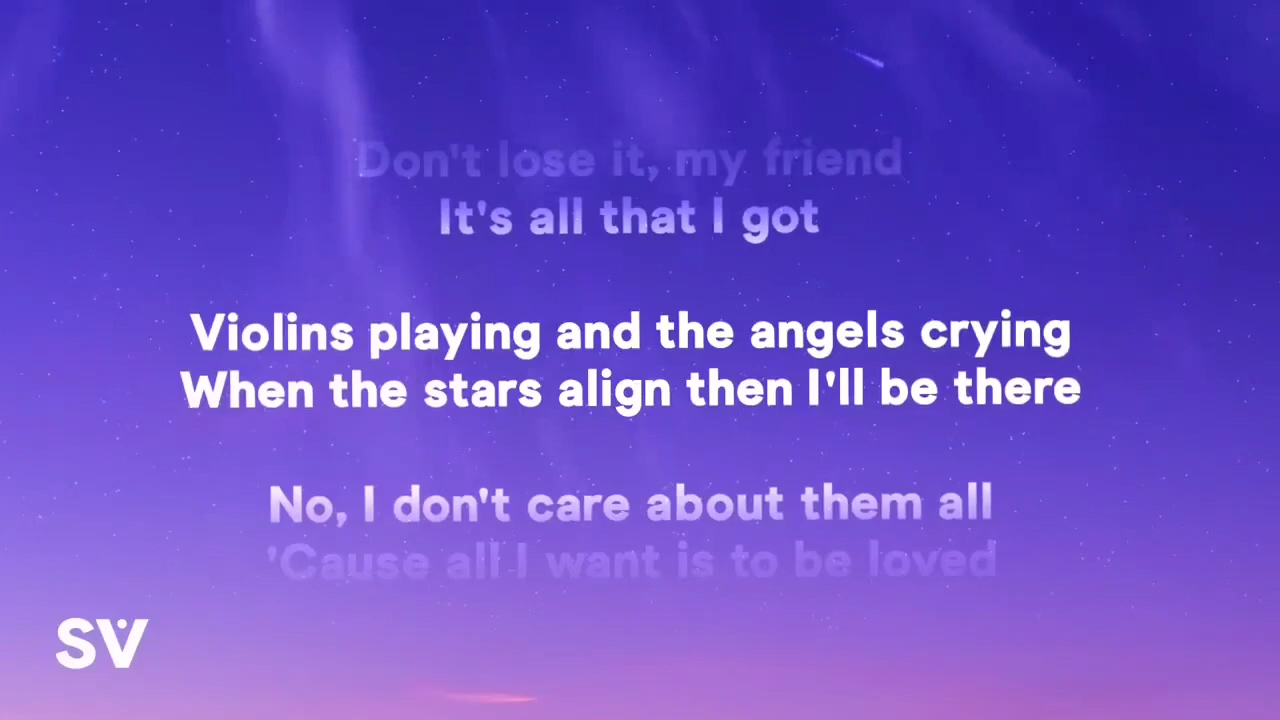 Don't lose it, my friend
It's all that I got
Violins playing and the angels crying
When the stars align then I'll be there
No, I don't care about them all
'Cause all I want is to be loved
SV